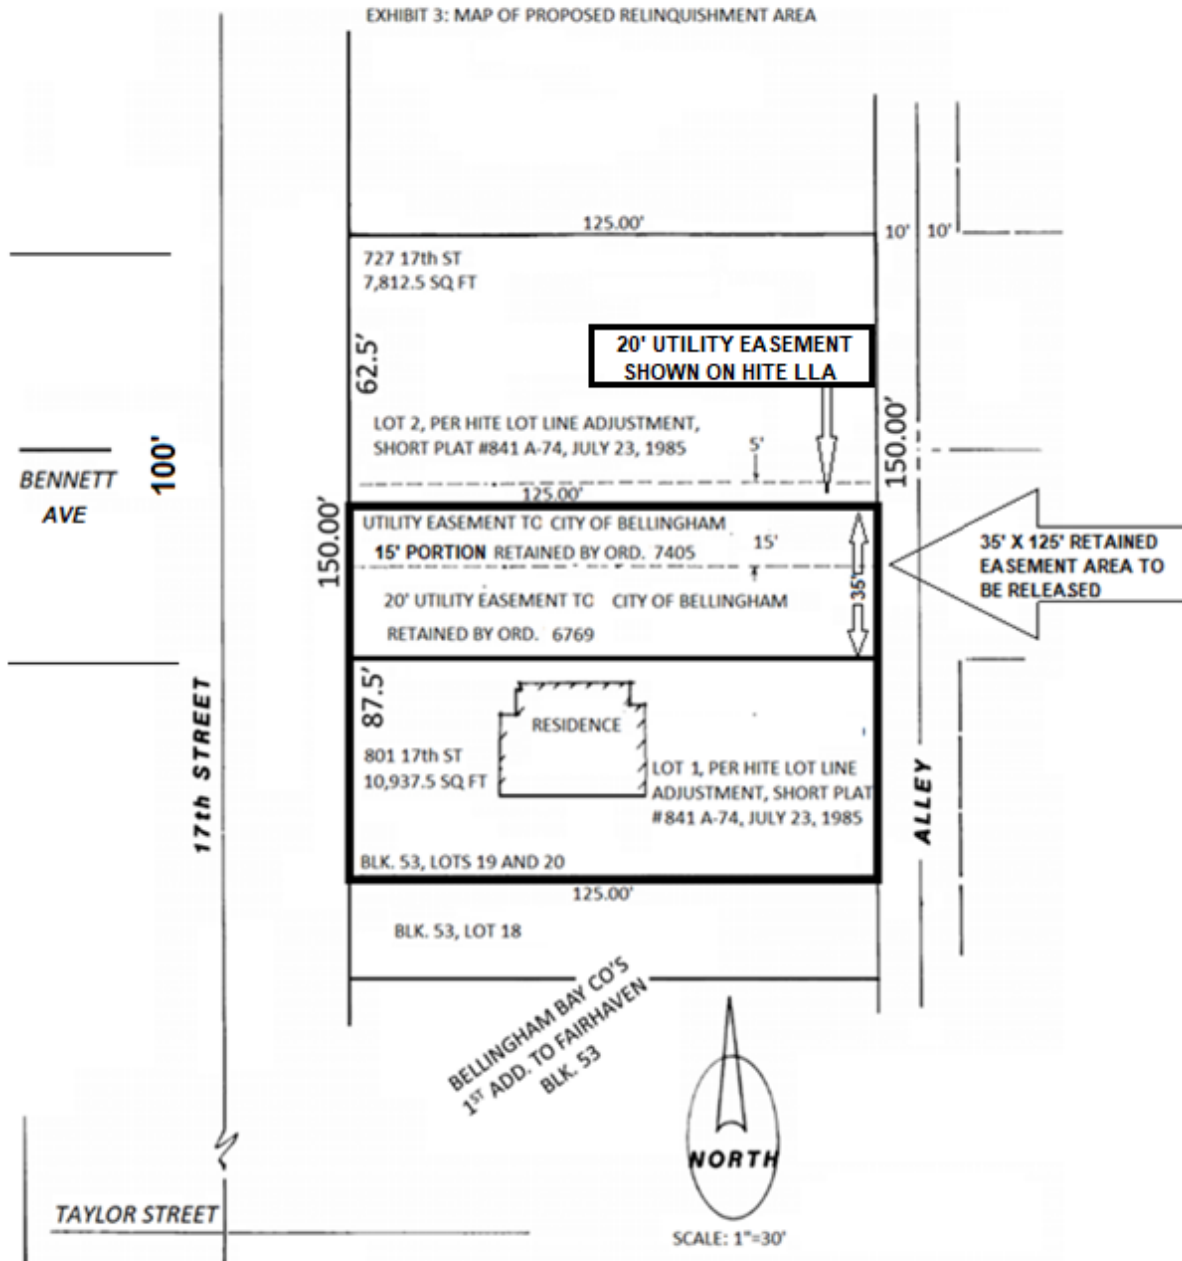 EXHIBIT 3: MAP OF PROPOSED RELINQUISHMENT AREA
125.00'
10' 10'
727 17th ST
7,812.5 SQ FT
62.5'
20' UTILITY EASEMENT
SHOWN ON HITE LLA
LOT 2, PER HITE LOT LINE ADJUSTMENT,
SHORT PLAT #841 A-74, JULY 23, 1985
5'
150.00'
100'
BENNETT
AVE
125.00'
150.00'
UTILITY EASEMENT TO CITY OF BELLINGHAM
15' PORTION RETAINED BY ORD. 7405
15'
35'
20' UTILITY EASEMENT TO CITY OF BELLINGHAM
RETAINED BY ORD. 6769
35' X 125' RETAINED
EASEMENT AREA TO
BE RELEASED
87.5'
RESIDENCE
801 17th ST
10,937.5 SQ FT
LOT 1, PER HITE LOT LINE
ADJUSTMENT, SHORT PLAT
#841 A-74, JULY 23, 1985
17th STREET
ALLEY
BLK. 53, LOTS 19 AND 20
125.00'
BLK. 53, LOT 18
BELLINGHAM BAY CO'S
1ST ADD. TO FAIRHAVEN
BLK. 53
NORTH
TAYLOR STREET
SCALE: 1"=30'